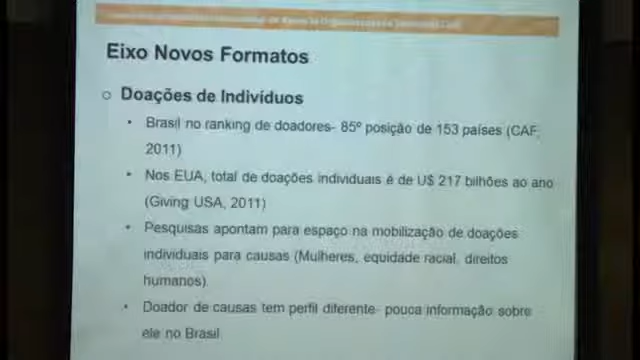 Eixo Novos Formatos
Doações de Indivíduos
• Brasil no ranking de doadores- 85º posição de 153 países (CAF,
2011)
• Nos EUA, total de doações individuais é de U$ 217 bilhões ao ano
(Giving USA, 2011)
• Pesquisas apontam para espaço na mobilização de doações
individuais para causas (Mulheres, equidade racial, direitos
humanos).
• Doador de causas tem perfil diferente- pouca informação sobre
ele no Brasil